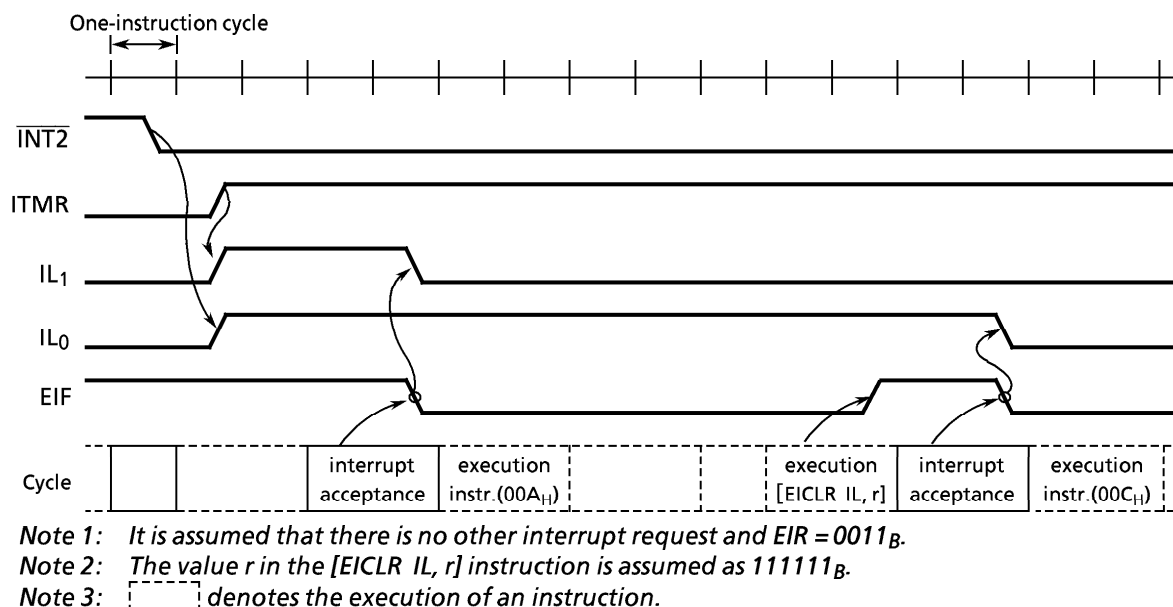 One-instruction cycle
INT2
ITMR
IL1
IL0
EIF
Cycle
interrupt acceptance
execution instr.(00AH)
execution [EICLR IL, r]
interrupt acceptance
execution instr.(00CH)
Note 1: It is assumed that there is no other interrupt request and EIR = 0011B.
Note 2: The value r in the [EICLR IL, r] instruction is assumed as 111111B.
Note 3: denotes the execution of an instruction.